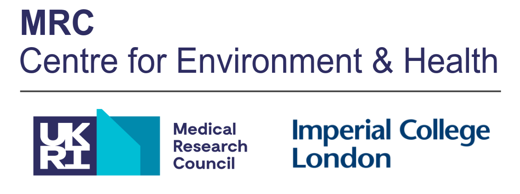 MRC
Centre for Environment & Health
UK
RI
Medical
Research
Council
Imperial College
London